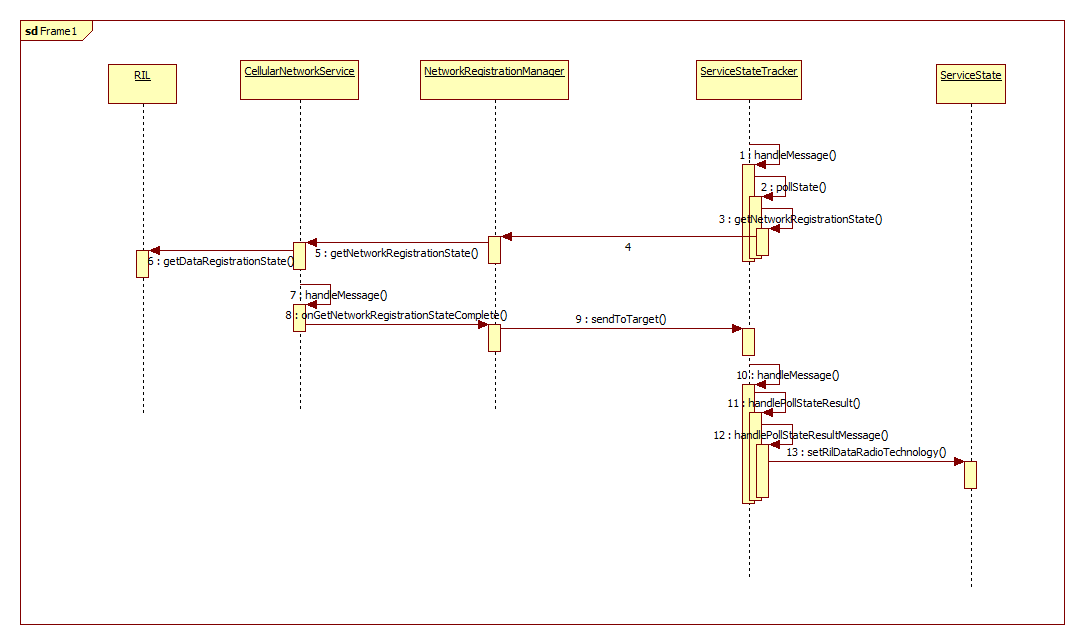 sd Frame1
RIL
CellularNetworkService
NetworkRegistrationManager
ServiceStateTracker
ServiceState
1 : handleMessage()
2 : pollState()
3 : getNetworkRegistrationState()
4
5 : getNetworkRegistrationState()
6 : getDataRegistrationState()
7 : handleMessage()
8 : onGetNetworkRegistrationStateComplete()
9 : sendToTarget()
10 : handleMessage()
11 : handlePollStateResult()
12 : handlePollStateResultMessage()
13 : setRilDataRadioTechnology()